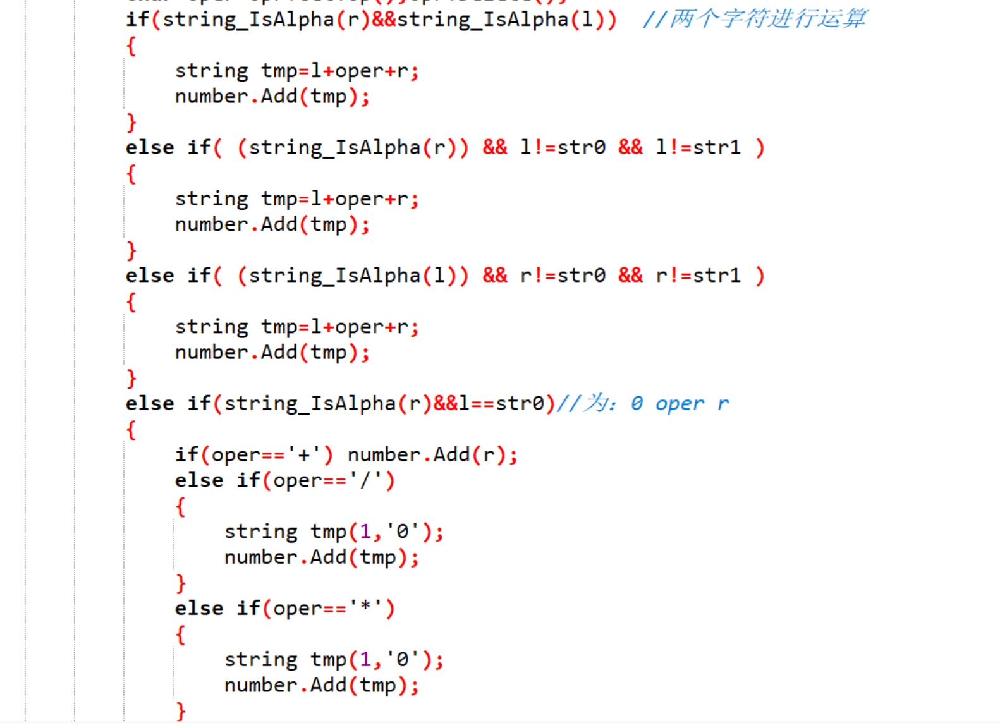 if(string_IsAlpha(r)&&string_IsAlpha(l))  //两个字符进行运算
{
    string tmp=l+oper+r;
    number.Add(tmp);
}
else if( (string_IsAlpha(r)) && l!=str0 && l!=str1 )
{
    string tmp=l+oper+r;
    number.Add(tmp);
}
else if( (string_IsAlpha(l)) && r!=str0 && r!=str1 )
{
    string tmp=l+oper+r;
    number.Add(tmp);
}
else if(string_IsAlpha(r)&&l==str0)//为: 0 oper r
{
    if(oper=='+') number.Add(r);
    else if(oper=='/')
    {
        string tmp(1,'0');
        number.Add(tmp);
    }
    else if(oper=='*')
    {
        string tmp(1,'0');
        number.Add(tmp);
    }